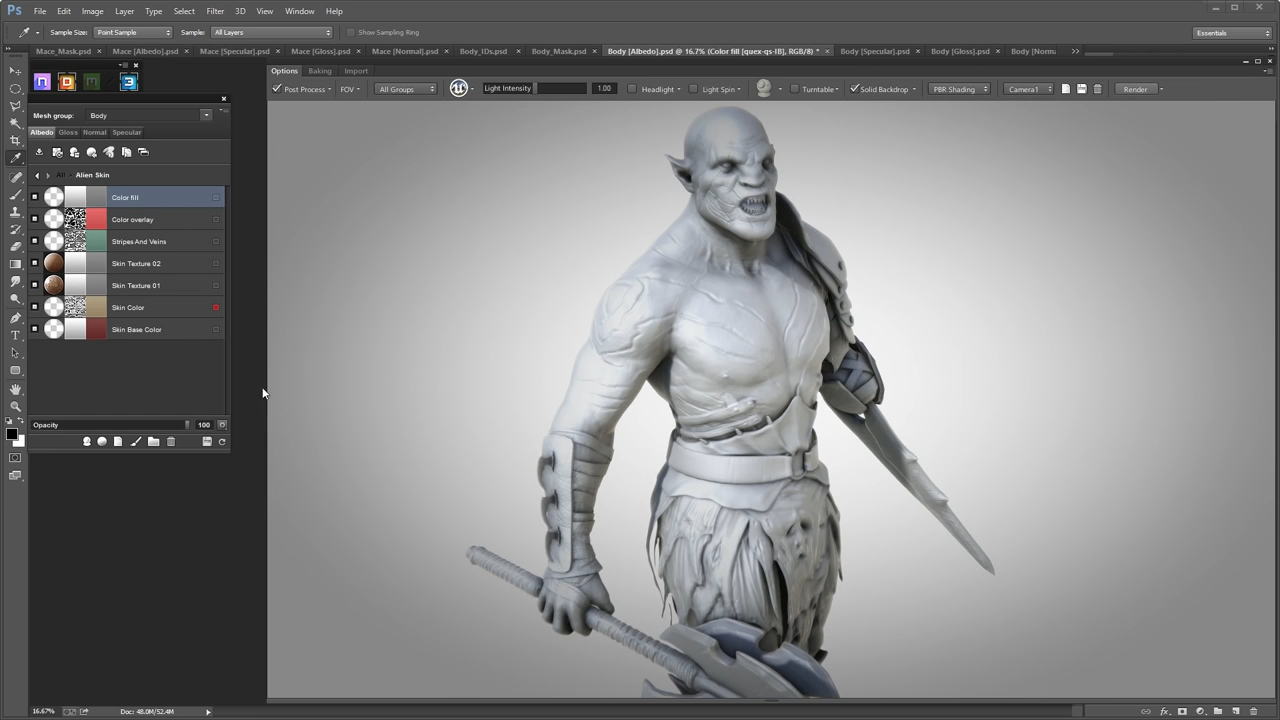 Ps File Edit Image Layer Type Select Filter 3D View Window Help
Sample Size: Point Sample Sample: All Layers Show Sampling Ring Essentials
Mace_Mask.psd × Mace [Albedo].psd × Mace [Specular].psd × Mace [Gloss].psd × Mace [Normal].psd × Body_IDs.psd × Body_Mask.psd × Body [Albedo].psd @ 16.7% (Color fill [quex-qs-IB], RGB/8) * × Body [Specular].psd × Body [Gloss].psd × Body [Norma
Options Baking Import
Post Process FOV All Groups Light Intensity 1.00 Headlight Light Spin Turntable Solid Backdrop PBR Shading Camera1 Render
Mesh group: Body
Albedo Gloss Normal Specular
All Alien Skin
Color fill
Color overlay
Stripes And Veins
Skin Texture 02
Skin Texture 01
Skin Color
Skin Base Color
Opacity 100
16.67% Doc: 48.0M/52.4M